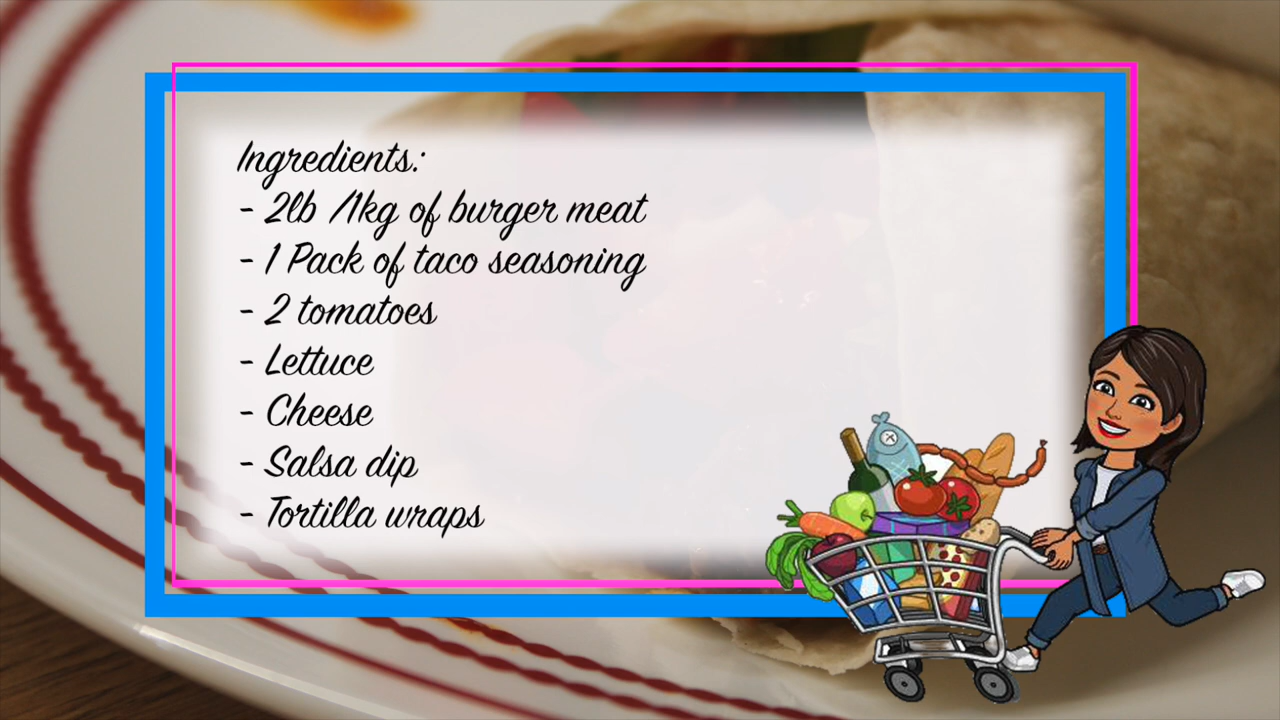 Ingredients:
- 2lb /1kg of burger meat
- 1 Pack of taco seasoning
- 2 tomatoes
- Lettuce
- Cheese
- Salsa dip
- Tortilla wraps